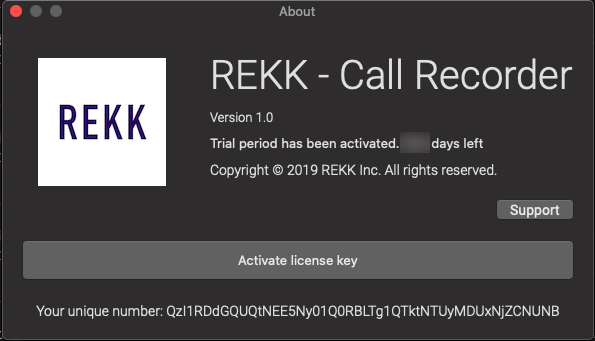 About
REKK
REKK - Call Recorder
Version 1.0
Trial period has been activated. days left
Copyright © 2019 REKK Inc. All rights reserved.
Support
Activate license key
Your unique number: QzI1RDdGQUQtNEE5Ny01Q0RBLTg1QTktNTUyMDUxNjZCNUNB